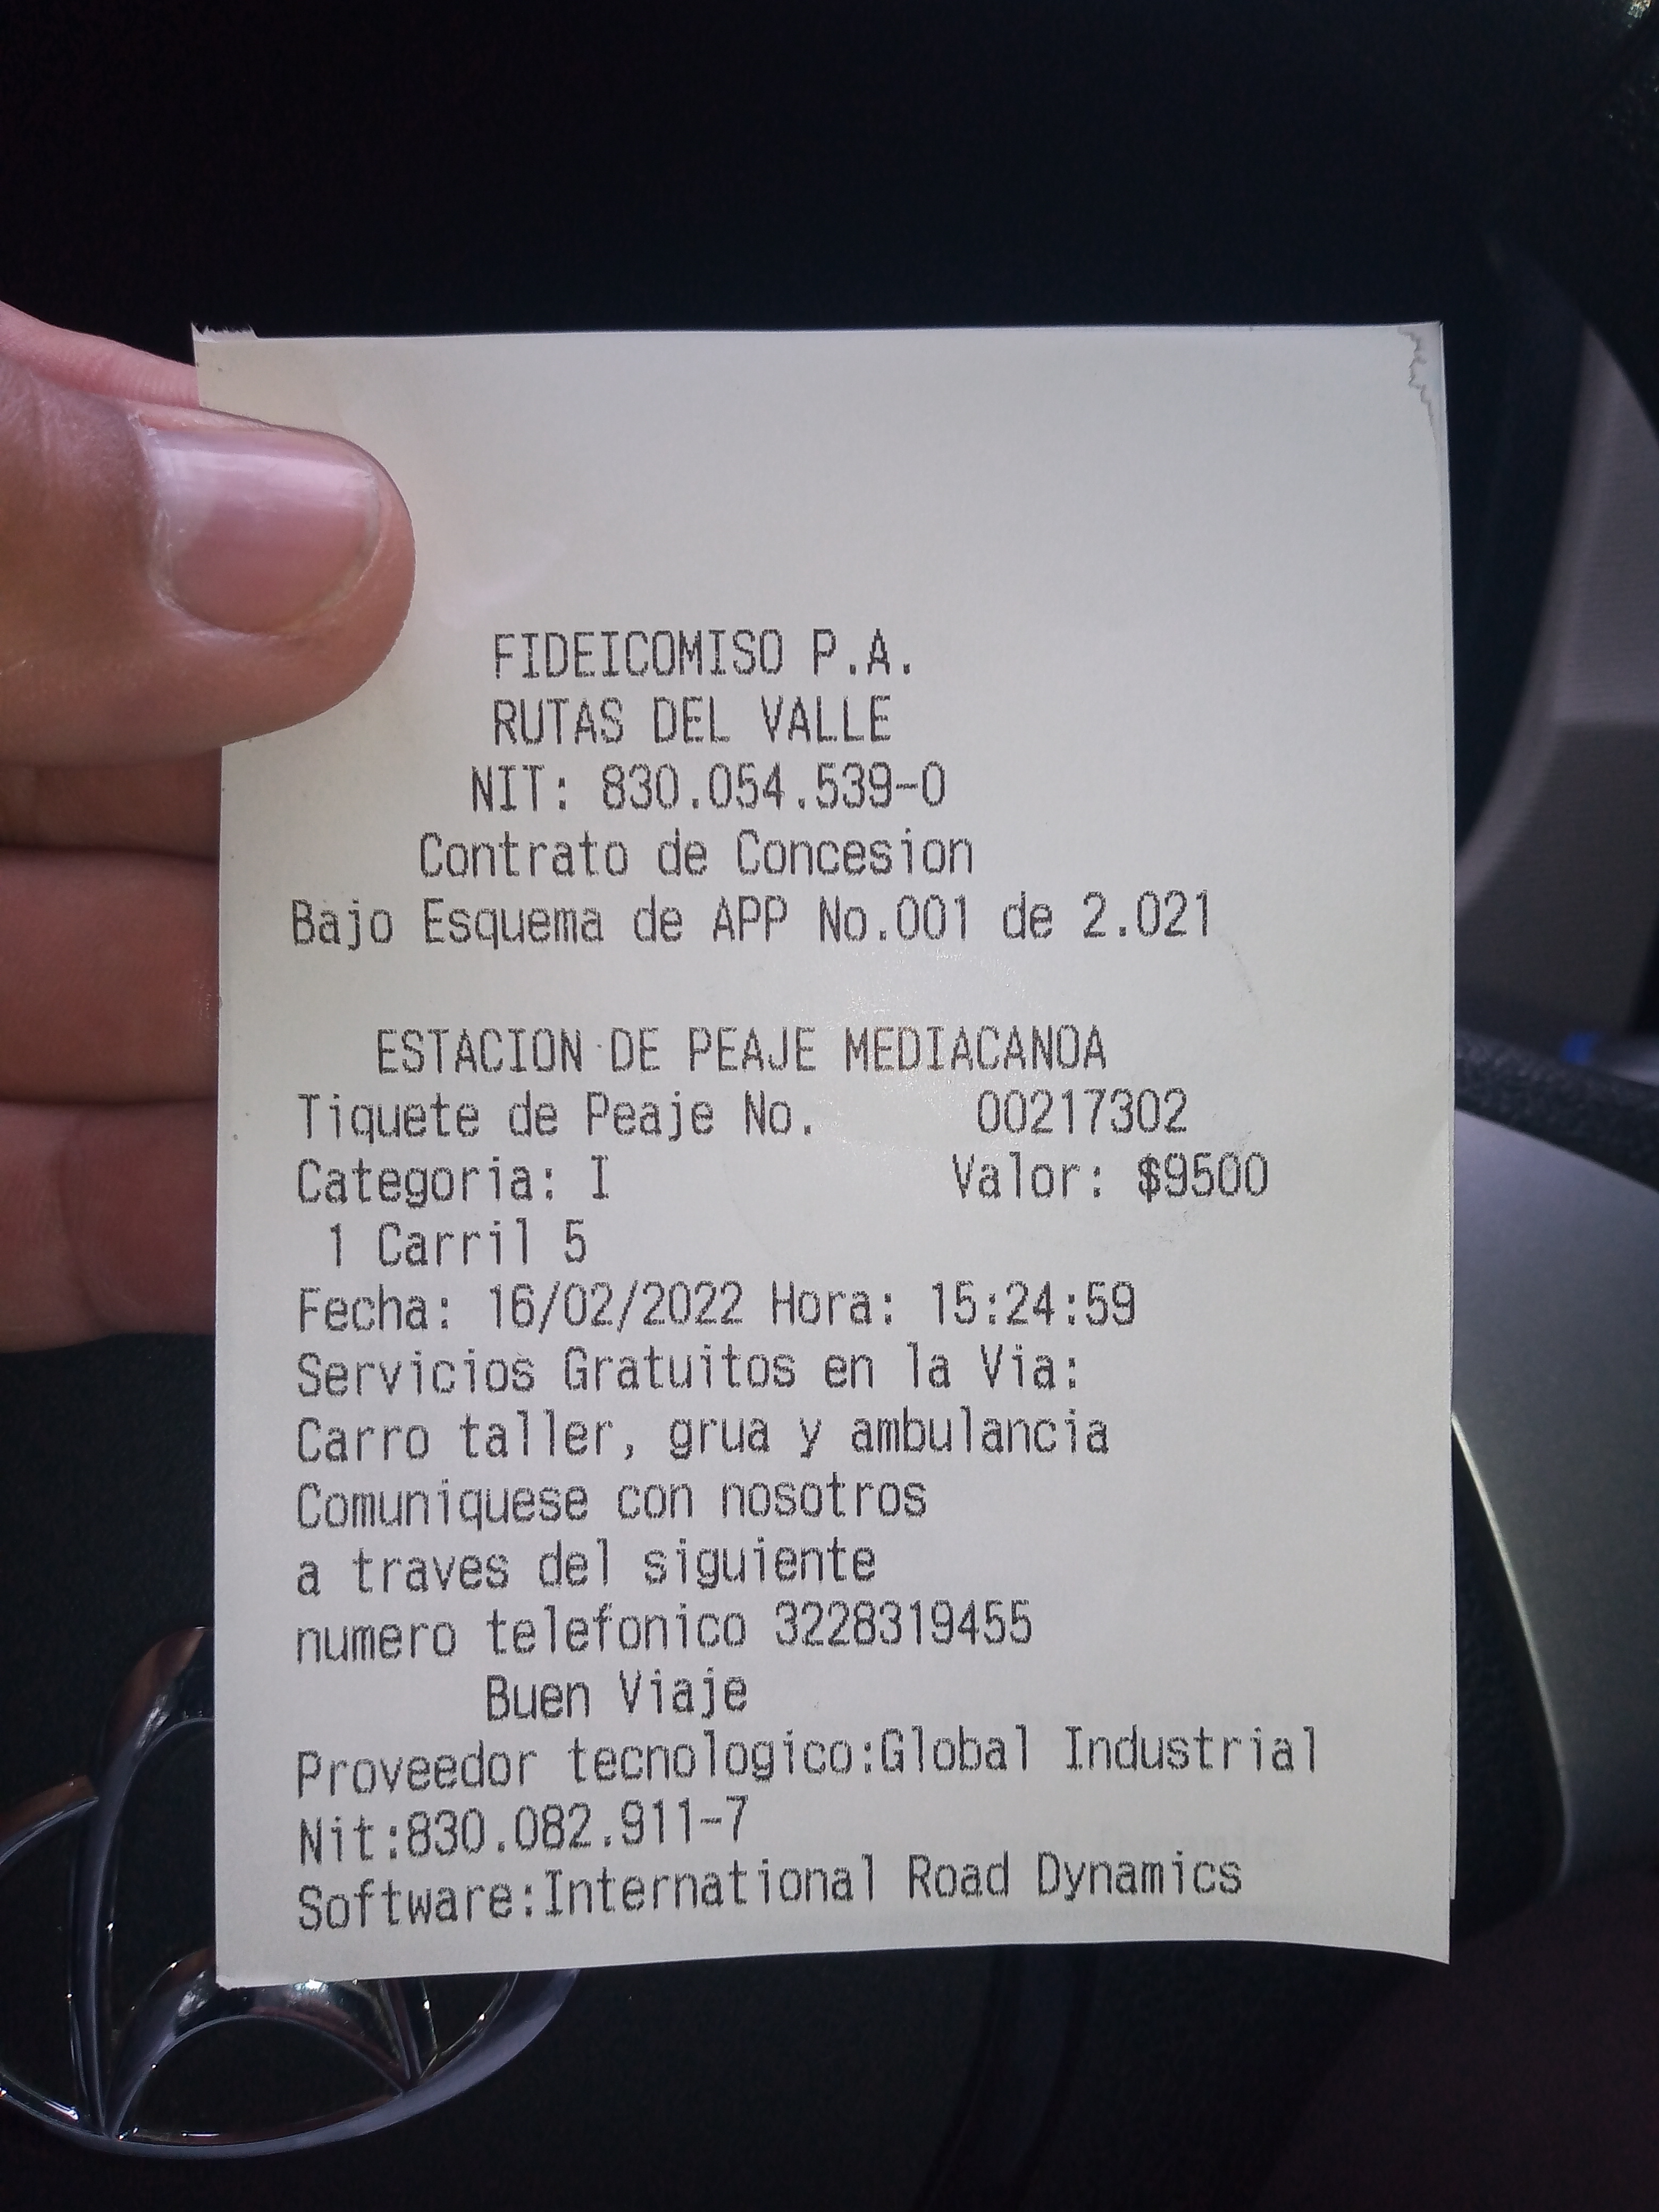 FIDEICOMISO P.A.
RUTAS DEL VALLE
NIT: 830.054.539-0
Contrato de Concesion
Bajo Esquema de APP No.001 de 2.021
ESTACION DE PEAJE MEDIACANOA
Tiquete de Peaje No. 00217302
Categoria: I Valor: $9500
1 Carril 5
Fecha: 16/02/2022 Hora: 15:24:59
Servicios Gratuitos en la Via:
Carro taller, grua y ambulancia
Comuniquese con nosotros
a traves del siguiente
numero telefonico 3228319455
Buen Viaje
Proveedor tecnologico:Global Industrial
Nit:830.082.911-7
Software:International Road Dynamics